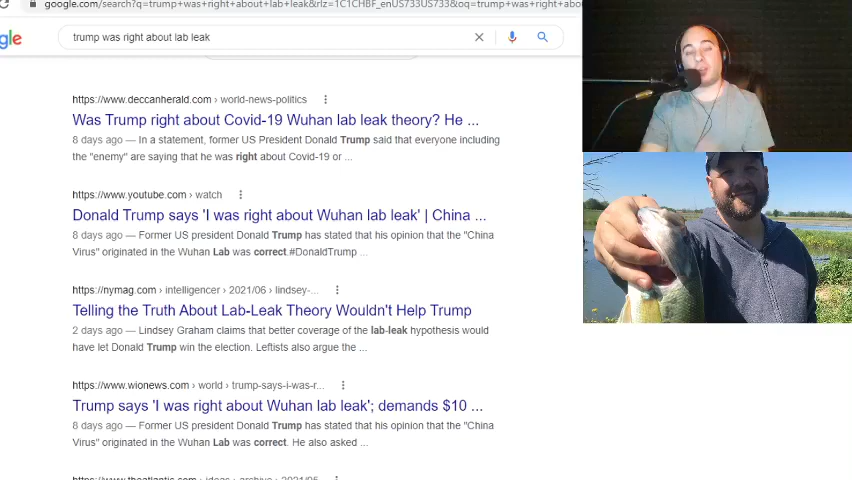 google.com/search?q=trump+was+right+about+lab+leak&rlz=1C1CHBF_enUS733US733&oq=trump+was+right+abou
gle trump was right about lab leak
https://www.deccanherald.com › world-news-politics
Was Trump right about Covid-19 Wuhan lab leak theory? He ...
8 days ago — In a statement, former US President Donald Trump said that everyone including
the "enemy" are saying that he was right about Covid-19 or ...
https://www.youtube.com › watch
Donald Trump says 'I was right about Wuhan lab leak' | China ...
8 days ago — Former US president Donald Trump has stated that his opinion that the "China
Virus" originated in the Wuhan Lab was correct.#DonaldTrump ...
https://nymag.com › intelligencer › 2021/06 › lindsey-...
Telling the Truth About Lab-Leak Theory Wouldn't Help Trump
2 days ago — Lindsey Graham claims that better coverage of the lab-leak hypothesis would
have let Donald Trump win the election. Leftists also argue the ...
https://www.wionews.com › world › trump-says-i-was-r...
Trump says 'I was right about Wuhan lab leak'; demands $10 ...
8 days ago — Former US president Donald Trump has stated that his opinion that the "China
Virus" originated in the Wuhan Lab was correct. He also asked ...
https://www.theatlantic.com › ideas › archive › 2021/05